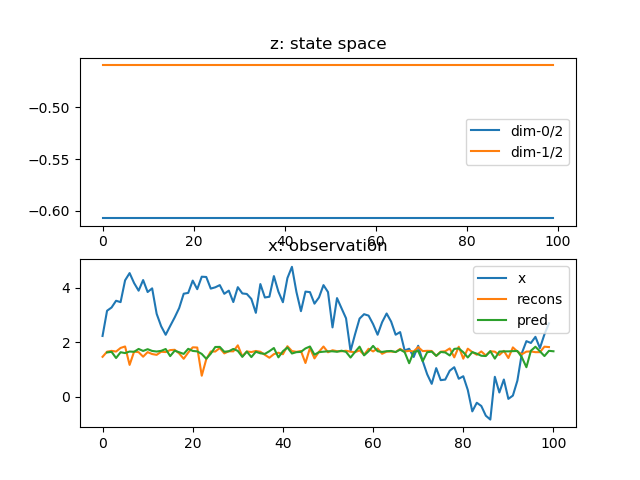 z: state space
−0.50
−0.55
−0.60
dim-0/2
dim-1/2
0 20 40 60 80 100
x: observation
4
2
0
x
recons
pred
0 20 40 60 80 100